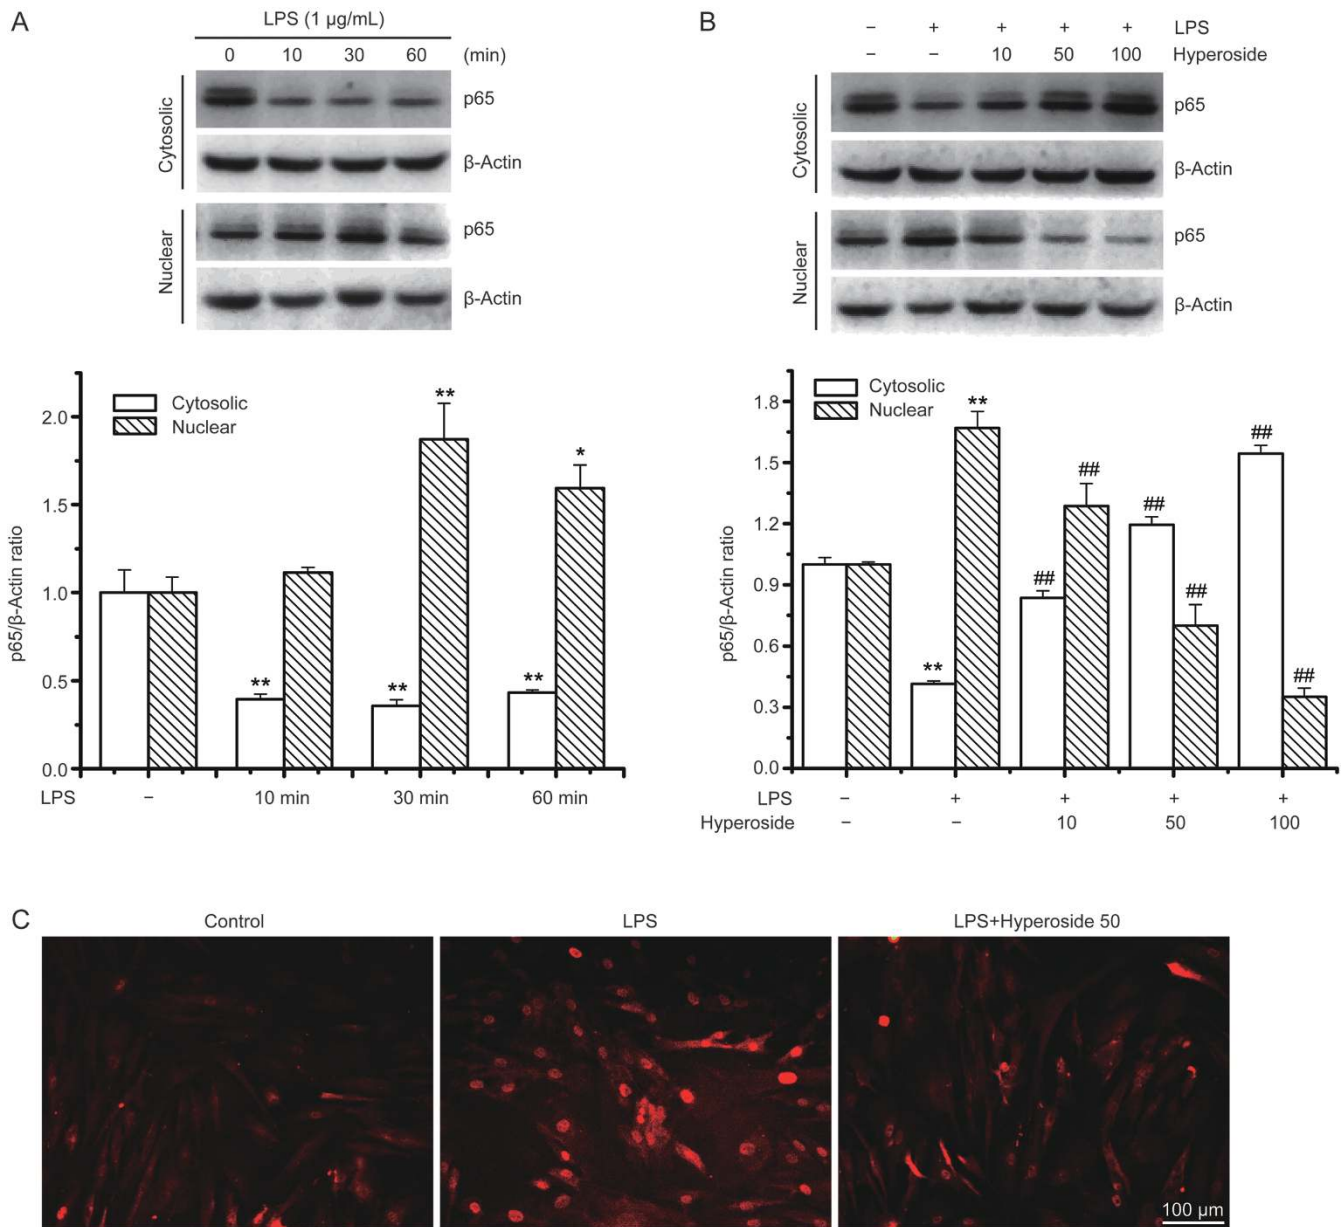 A
LPS (1 μg/mL)
0 10 30 60 (min)
Cytosolic
p65
β-Actin
Nuclear
p65
β-Actin
Cytosolic
Nuclear
p65/β-Actin ratio
2.0
1.5
1.0
0.5
0.0
**
**
**
**
*
LPS – 10 min 30 min 60 min
B
– + + + + LPS
– – 10 50 100 Hyperoside
Cytosolic
p65
β-Actin
Nuclear
p65
β-Actin
Cytosolic
Nuclear
p65/β-Actin ratio
1.8
1.5
1.2
0.9
0.6
0.3
0.0
**
**
##
##
##
##
##
##
LPS – + + + +
Hyperoside – – 10 50 100
C
Control LPS LPS+Hyperoside 50
100 μm